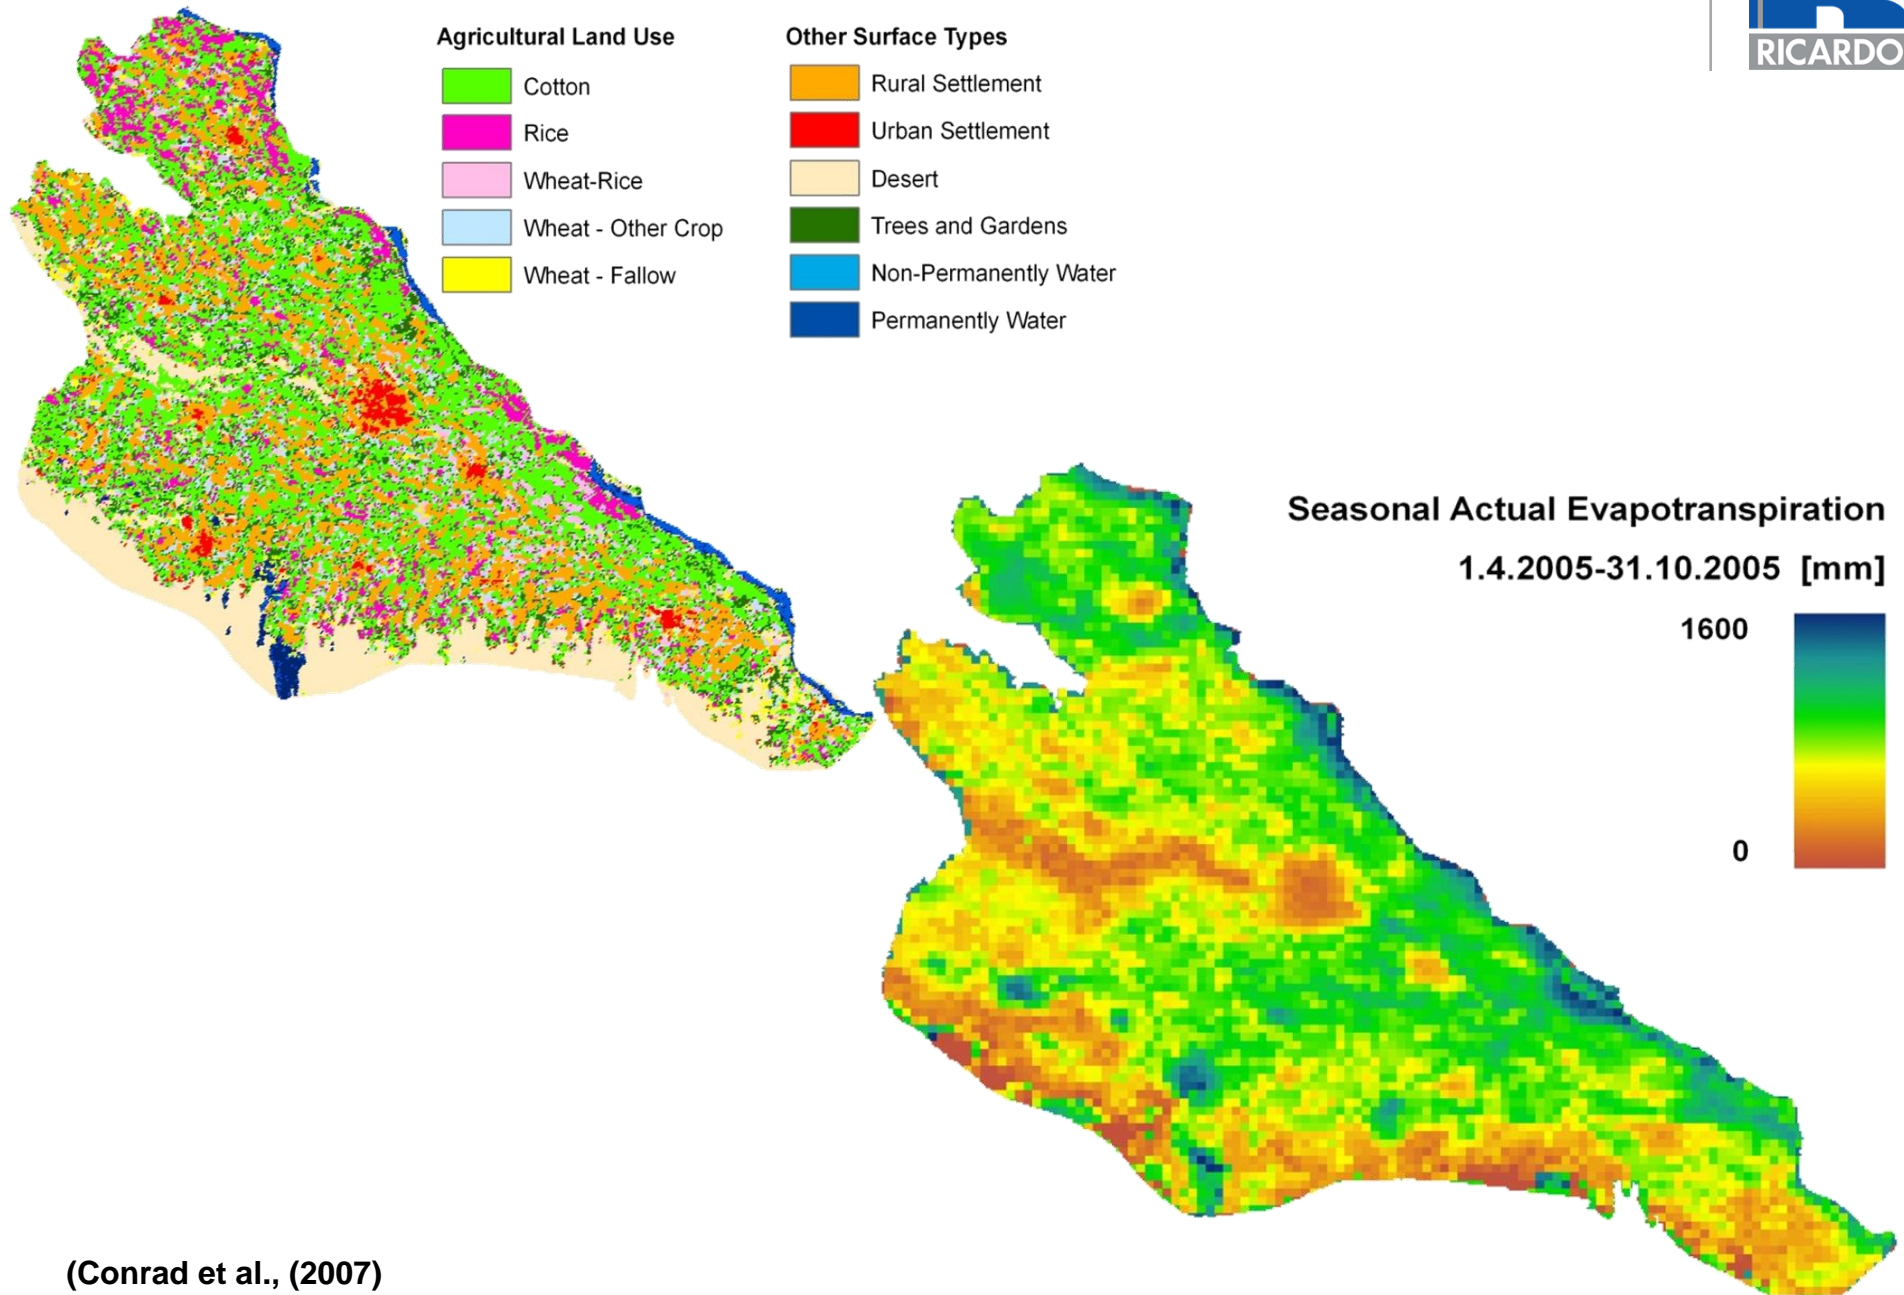 RICARDO
Agricultural Land Use
Cotton
Rice
Wheat-Rice
Wheat - Other Crop
Wheat - Fallow
Other Surface Types
Rural Settlement
Urban Settlement
Desert
Trees and Gardens
Non-Permanently Water
Permanently Water
Seasonal Actual Evapotranspiration
1.4.2005-31.10.2005 [mm]
1600
0
(Conrad et al., (2007)